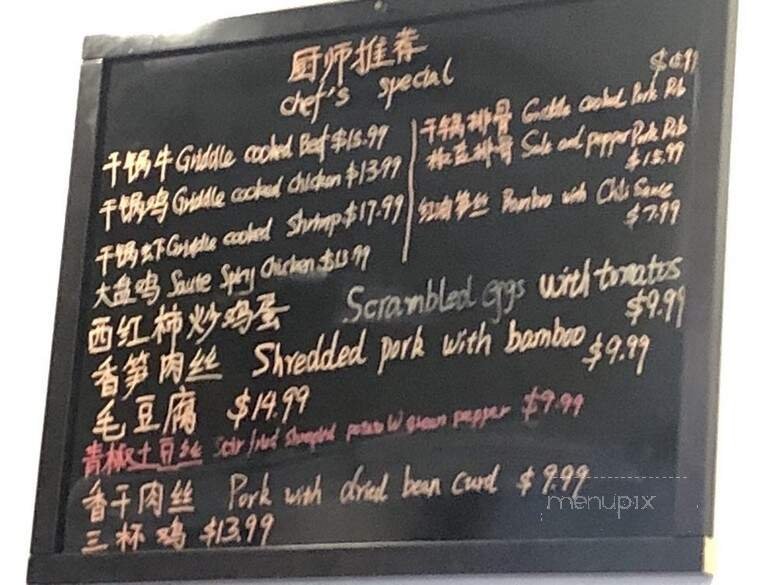 厨师推荐
chef's special
干锅牛 Griddle cooked Beef $15.99
干锅鸡 Griddle cooked chicken $13.99
干锅虾 Griddle cooked Shrimp $17.99
大盘鸡 Saute Spicy Chicken $13.99
干锅排骨 Griddle cooked Pork Rib
椒豆排骨 Sale and pepper Pork Rib
$15.99
红油笋丝 Bamboo with Chili Sauce
$7.99
西红柿炒鸡蛋 Scrambled eggs with tomatos
$9.99
香笋肉丝 Shredded pork with bamboo $9.99
毛豆腐 $14.99
青椒土豆丝 potato W green pepper $9.99
香干肉丝 Pork with dried bean curd $9.99
三杯鸡 $13.99
menupix